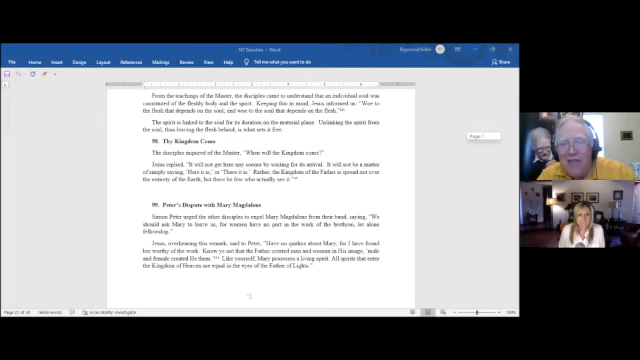 NT Translate - Word
Raymond Keller
File Home Insert Design Layout References Mailings Review View Help Tell me what you want to do Share
From the teachings of the Master, the disciples came to understand that an individual soul was
constituted of the fleshly body and the spirit. Keeping this in mind, Jesus informed us: "Woe to
the flesh that depends on the soul; and woe to the soul that depends on the flesh."
The spirit is linked to the soul for its duration on the material plane. Unlinking the spirit from
the soul, thus leaving the flesh behind, is what sets it free.
98. Thy Kingdom Come
The disciples inquired of the Master, "When will the Kingdom come?"
Jesus replied, "It will not get here any sooner by waiting for its arrival. It will not be a matter
of simply saying, 'Here it is;' or 'There it is.' Rather, the Kingdom of the Father is spread out over
the entirety of the Earth, but there be few who actually see it."
99. Peter's Dispute with Mary Magdalene
Simon Peter urged the other disciples to expel Mary Magdalene from their band, saying, "We
should ask Mary to leave us, for women have no part in the work of the brethren, let alone
fellowship."
Jesus, overhearing this remark, said to Peter, "Have no qualms about Mary, for I have found
her worthy of the work. Know ye not that the Father created man and woman in His image, 'male
and female created He them.' Like yourself, Mary possesses a living spirit. All spirits that enter
the Kingdom of Heaven are equal in the eyes of the Father of Lights."
Page: 1
Accessibility: Investigate
100%